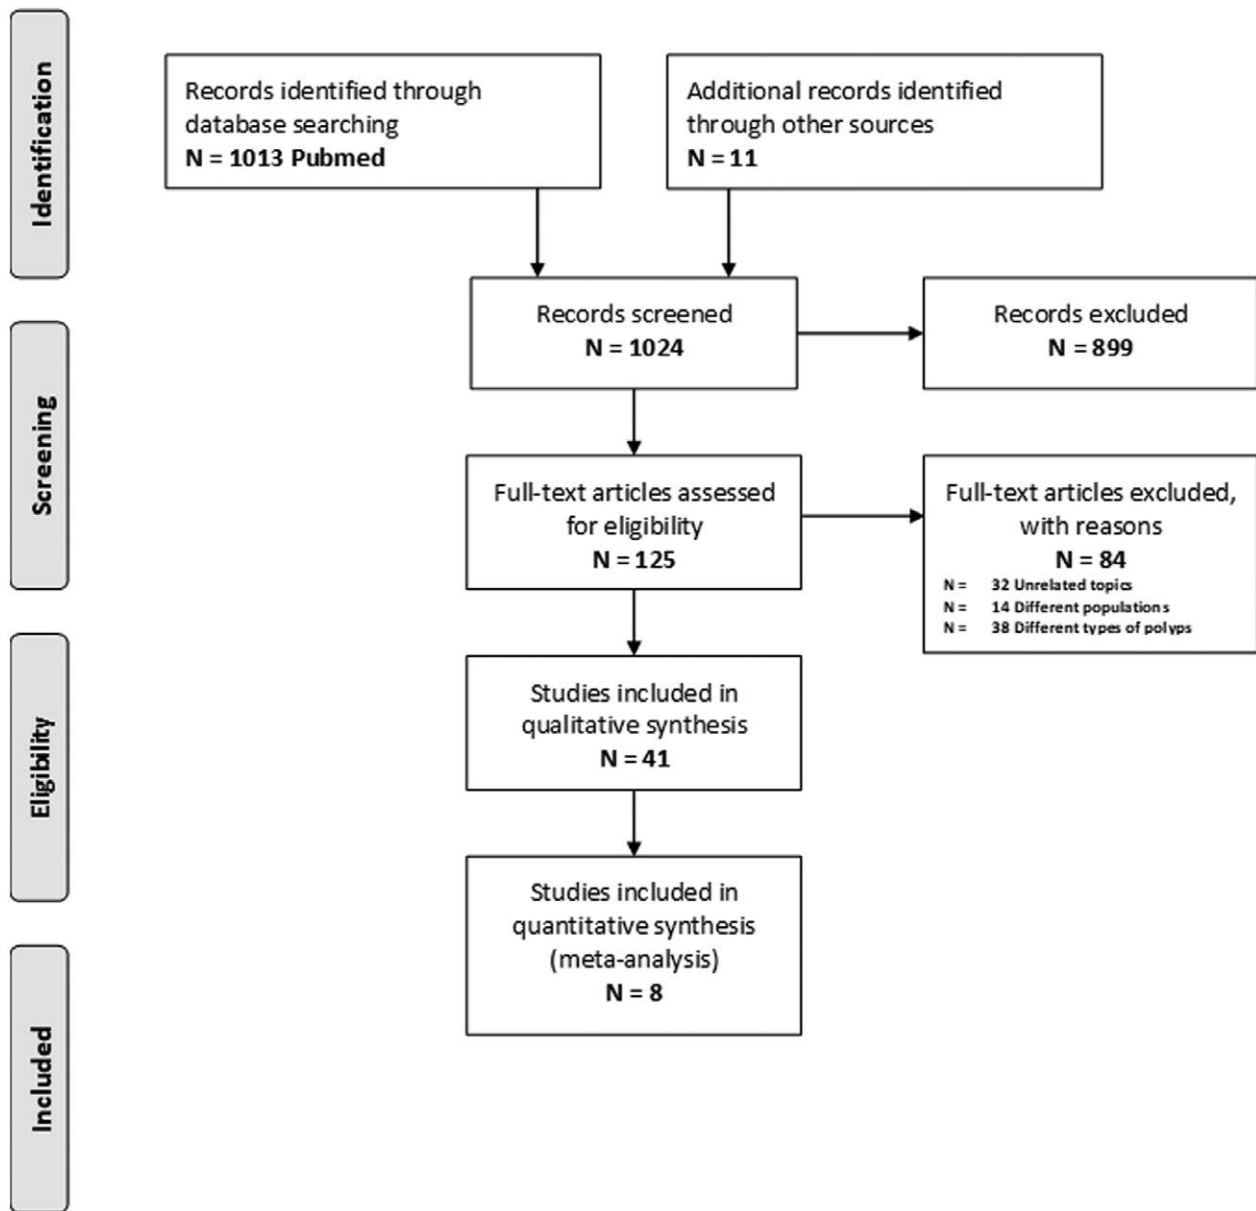 Identification
Records identified through
database searching
N = 1013 Pubmed
Additional records identified
through other sources
N = 11
Screening
Records screened
N = 1024
Records excluded
N = 899
Full-text articles assessed
for eligibility
N = 125
Full-text articles excluded,
with reasons
N = 84
N = 32 Unrelated topics
N = 14 Different populations
N = 38 Different types of polyps
Eligibility
Studies included in
qualitative synthesis
N = 41
Included
Studies included in
quantitative synthesis
(meta-analysis)
N = 8